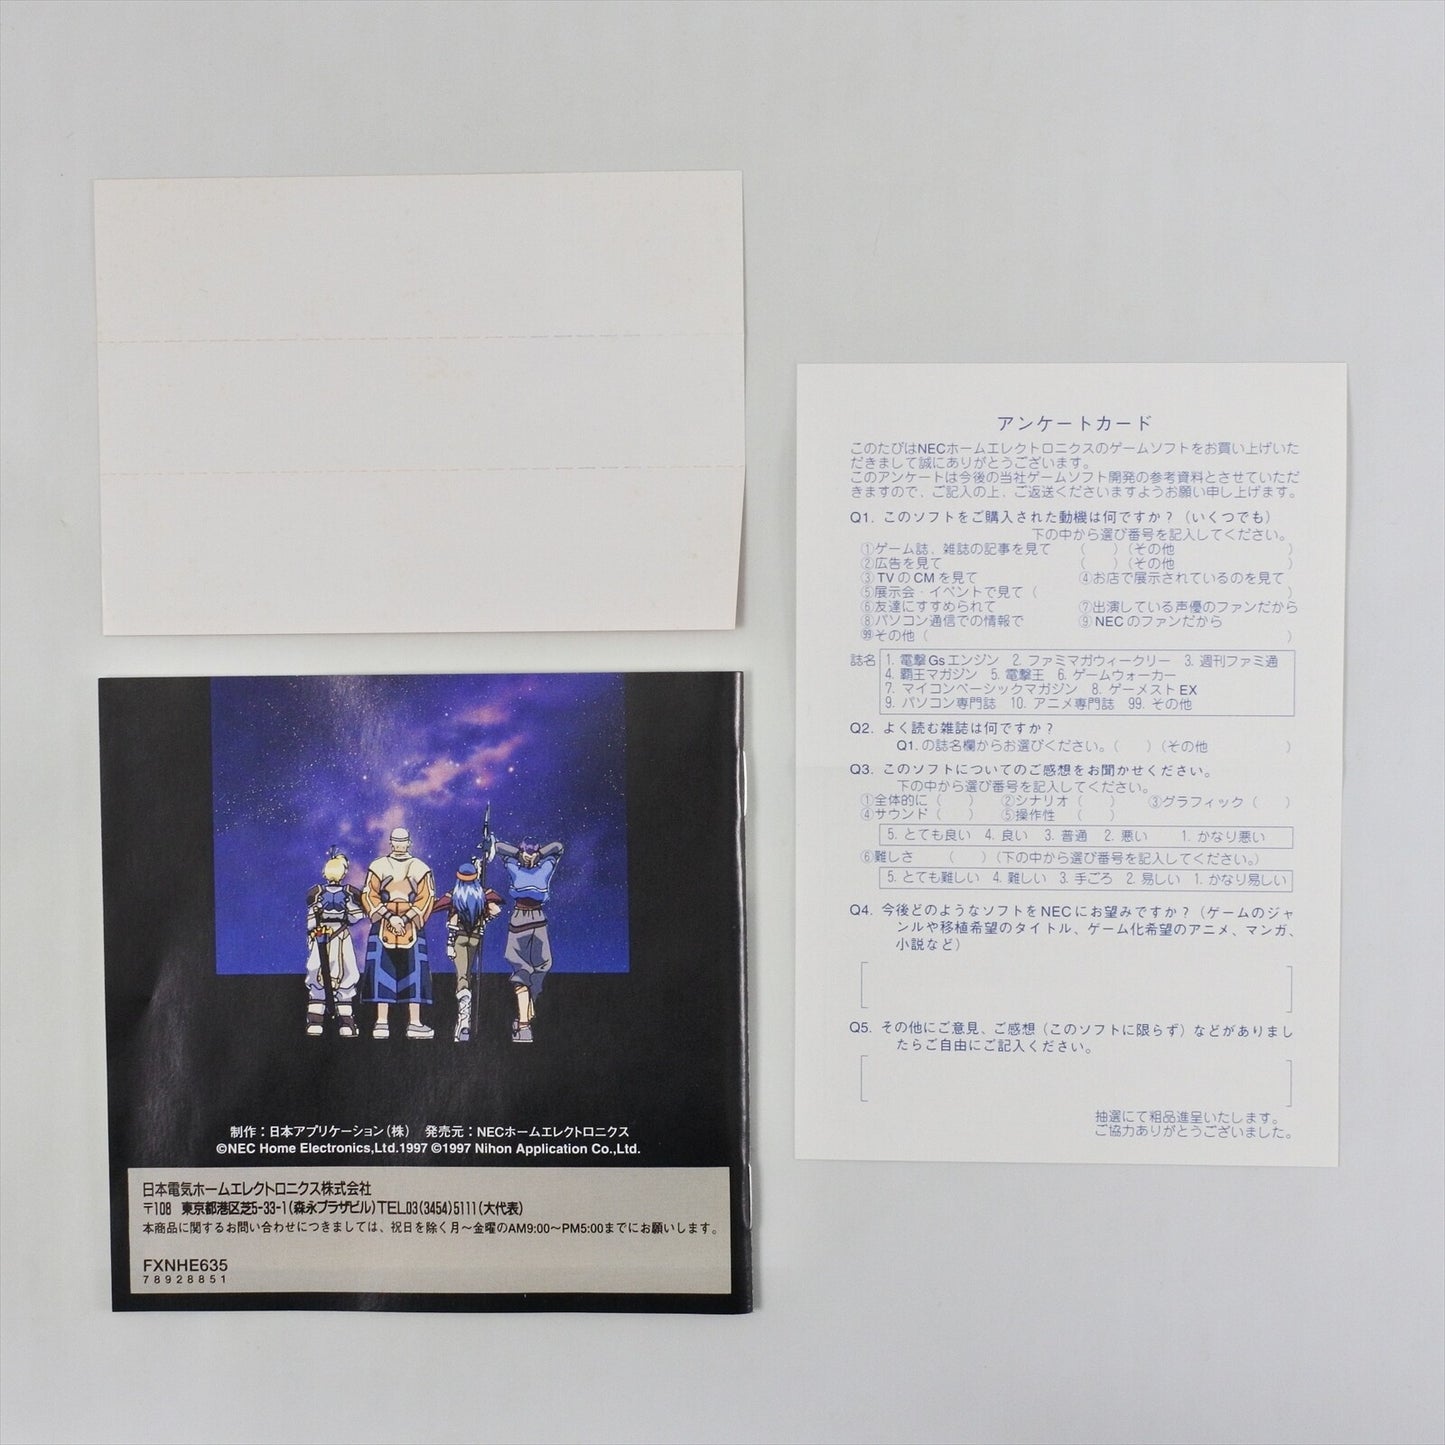 アンケートカード
このたびはNECホームエレクトロニクスのゲームソフトをお買い上げいた
だきまして誠にありがとうございます。
このアンケートは今後の当社ゲームソフト開発の参考資料とさせていただ
きますので、ご記入の上、ご返送くださいますようお願い申し上げます。
Q1. このソフトをご購入された動機は何ですか？（いくつでも）
下の中から選び番号を記入してください。
①ゲーム誌、雑誌の記事を見て （　）（その他　　　）
②広告を見て （　）（その他　　　）
③TVのCMを見て ④お店で展示されているのを見て
⑤展示会・イベントで見て（　　　）
⑥友達にすすめられて ⑦出演している声優のファンだから
⑧パソコン通信での情報で ⑨NECのファンだから
99その他（　　　）
誌名 1. 電撃Gsエンジン 2. ファミマガウィークリー 3. 週刊ファミ通
4. 覇王マガジン 5. 電撃王 6. ゲームウォーカー
7. マイコンベーシックマガジン 8. ゲーメストEX
9. パソコン専門誌 10. アニメ専門誌 99. その他
Q2. よく読む雑誌は何ですか？
Q1.の誌名欄からお選びください。（　）（その他　　　）
Q3. このソフトについてのご感想をお聞かせください。
下の中から選び番号を記入してください。
①全体的に（　） ②シナリオ（　） ③グラフィック（　）
④サウンド（　） ⑤操作性 （　）
5. とても良い 4. 良い 3. 普通 2. 悪い 1. かなり悪い
⑥難しさ （　）（下の中から選び番号を記入してください。）
5. とても難しい 4. 難しい 3. 手ごろ 2. 易しい 1. かなり易しい
Q4. 今後どのようなソフトをNECにお望みですか？（ゲームのジャ
ンルや移植希望のタイトル、ゲーム化希望のアニメ、マンガ、
小説など）
Q5. その他にご意見、ご感想（このソフトに限らず）などがありまし
たらご自由にご記入ください。
抽選にて粗品進呈いたします。
ご協力ありがとうございました。
制作：日本アプリケーション（株） 発売元：NECホームエレクトロニクス
©NEC Home Electronics,Ltd.1997 ©1997 Nihon Application Co.,Ltd.
日本電気ホームエレクトロニクス株式会社
〒108 東京都港区芝5-33-1（森永プラザビル）TEL03(3454)5111（大代表）
本商品に関するお問い合わせにつきましては、祝日を除く月～金曜のAM9:00～PM5:00までにお願いします。
FXNHE635
78928851